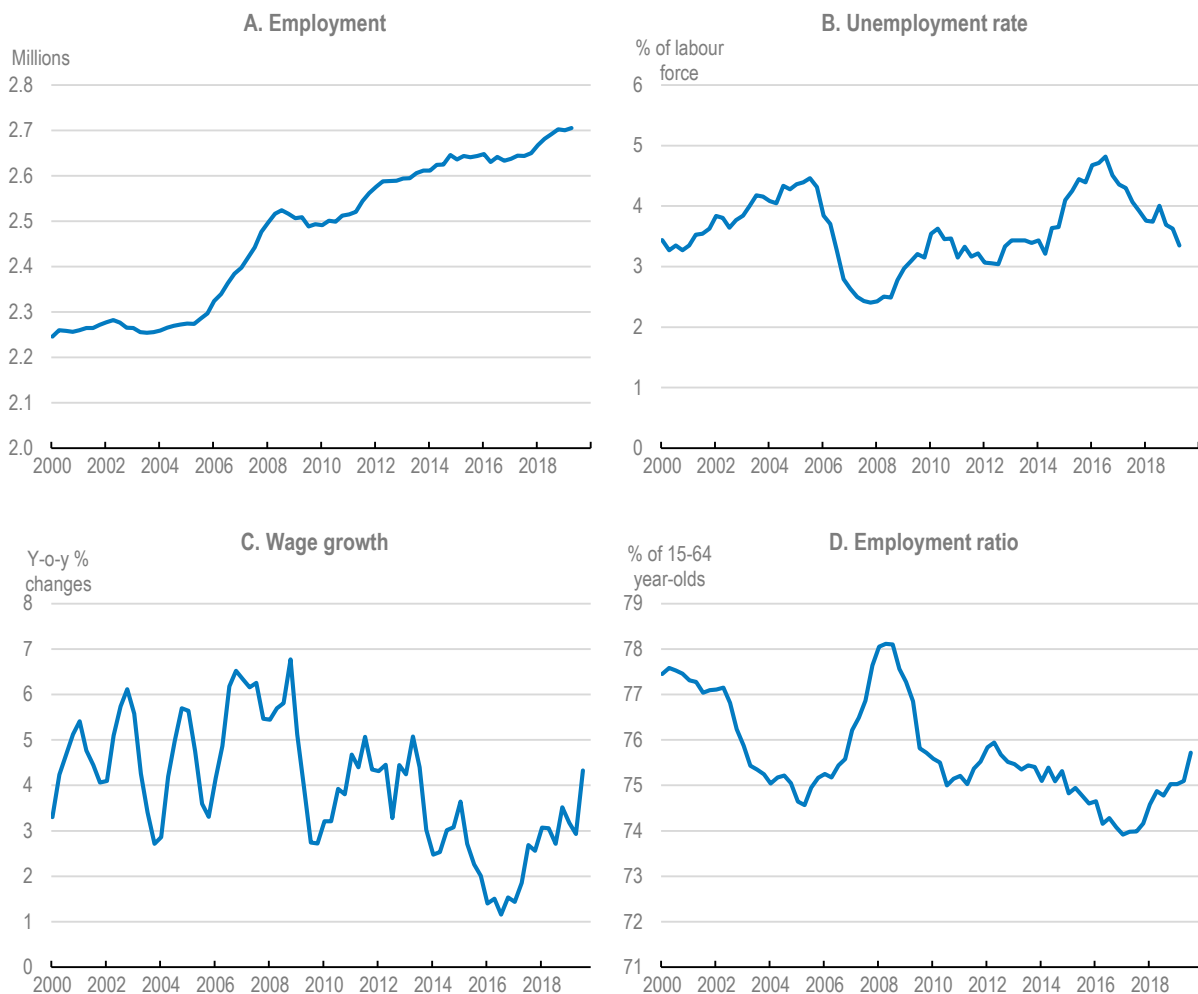 A. Employment
Millions
2.8
2.7
2.6
2.5
2.4
2.3
2.2
2.1
2.0
2000 2002 2004 2006 2008 2010 2012 2014 2016 2018
B. Unemployment rate
% of labour
force
6
5
4
3
2
1
0
2000 2002 2004 2006 2008 2010 2012 2014 2016 2018
C. Wage growth
Y-o-y %
changes
8
7
6
5
4
3
2
1
0
2000 2002 2004 2006 2008 2010 2012 2014 2016 2018
D. Employment ratio
% of 15-64
year-olds
79
78
77
76
75
74
73
72
71
2000 2002 2004 2006 2008 2010 2012 2014 2016 2018